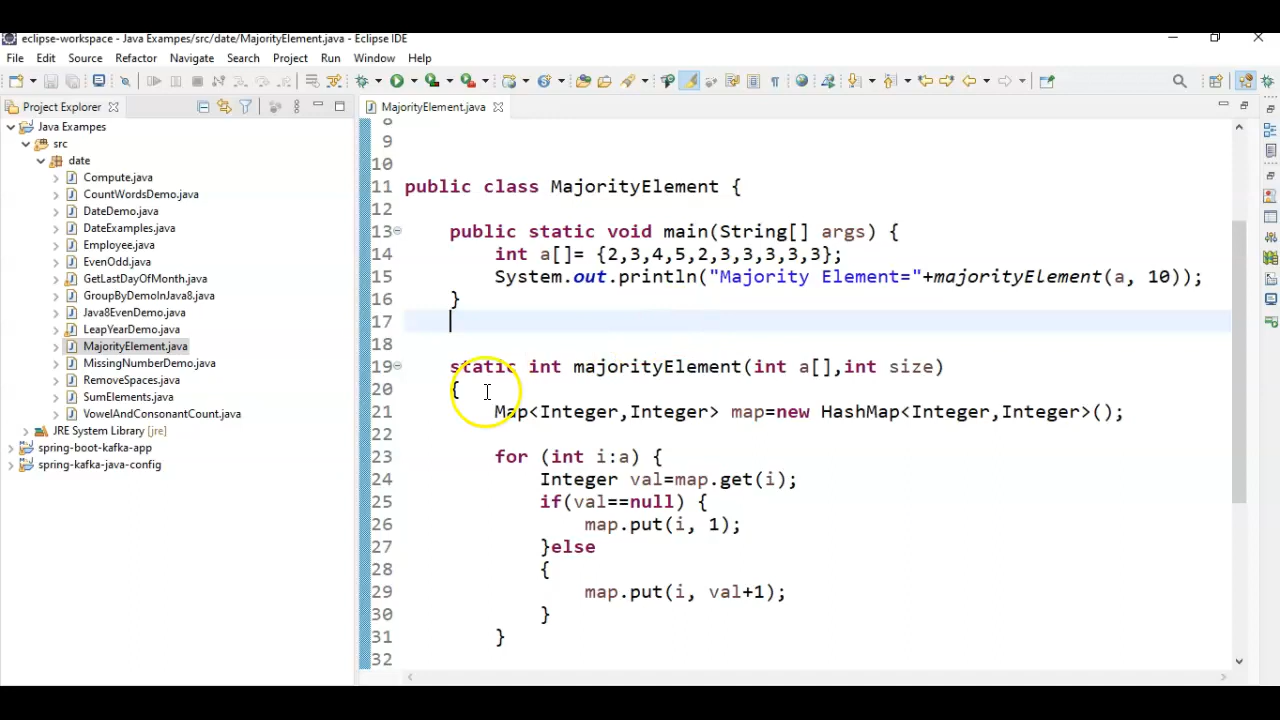 eclipse-workspace - Java Exampes/src/date/MajorityElement.java - Eclipse IDE
File Edit Source Refactor Navigate Search Project Run Window Help
Project Explorer
MajorityElement.java
Java Exampes
src
date
Compute.java
CountWordsDemo.java
DateDemo.java
DateExamples.java
Employee.java
EvenOdd.java
GetLastDayOfMonth.java
GroupByDemoInJava8.java
Java8EvenDemo.java
LeapYearDemo.java
MajorityElement.java
MissingNumberDemo.java
RemoveSpaces.java
SumElements.java
VowelAndConsonantCount.java
JRE System Library [jre]
spring-boot-kafka-app
spring-kafka-java-config
8
9
10
11 public class MajorityElement {
12
13 public static void main(String[] args) {
14 int a[]= {2,3,4,5,2,3,3,3,3,3};
15 System.out.println("Majority Element="+majorityElement(a, 10));
16 }
17
18
19 static int majorityElement(int a[],int size)
20 {
21 Map<Integer,Integer> map=new HashMap<Integer,Integer>();
22
23 for (int i:a) {
24 Integer val=map.get(i);
25 if(val==null) {
26 map.put(i, 1);
27 }else
28 {
29 map.put(i, val+1);
30 }
31 }
32